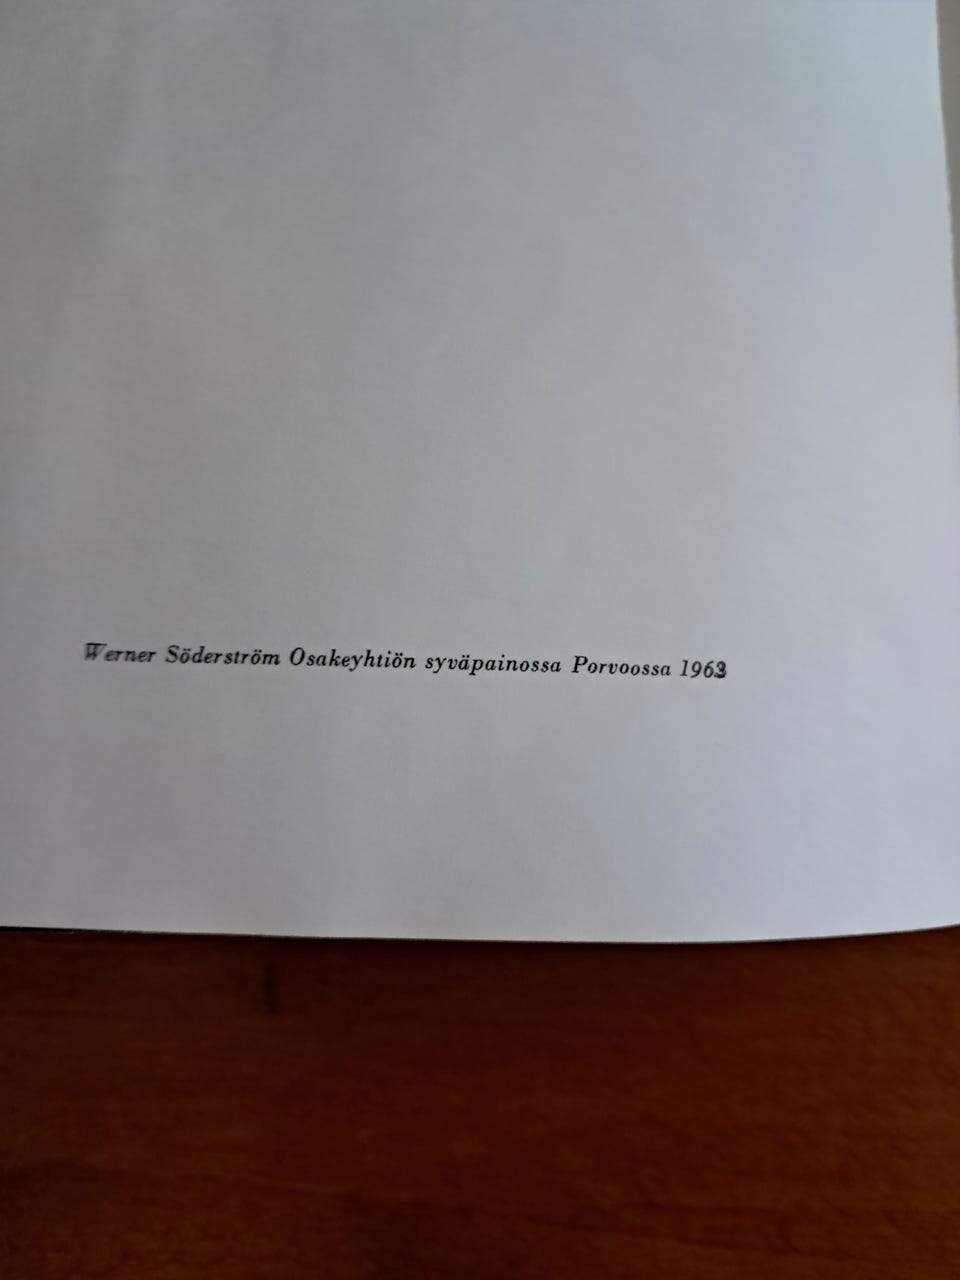 Werner Söderström Osakeyhtiön syväpainossa Porvoossa 1963